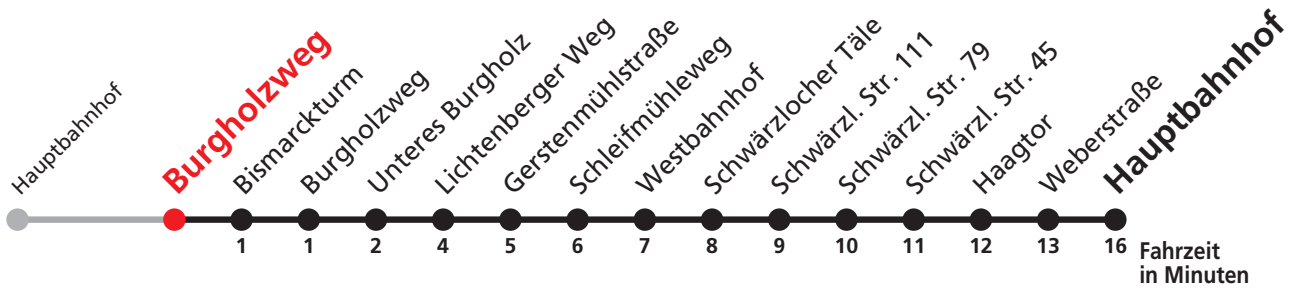 Hauptbahnhof
Burgholzweg
Bismarckturm
Burgholzweg
Unteres Burgholz
Lichtenberger Weg
Gerstenmühlstraße
Schleifmühleweg
Westbahnhof
Schwärzlocher Täle
Schwärzl. Str. 111
Schwärzl. Str. 79
Schwärzl. Str. 45
Haagtor
Weberstraße
Hauptbahnhof
1 1 2 4 5 6 7 8 9 10 11 12 13 16
Fahrzeit
in Minuten